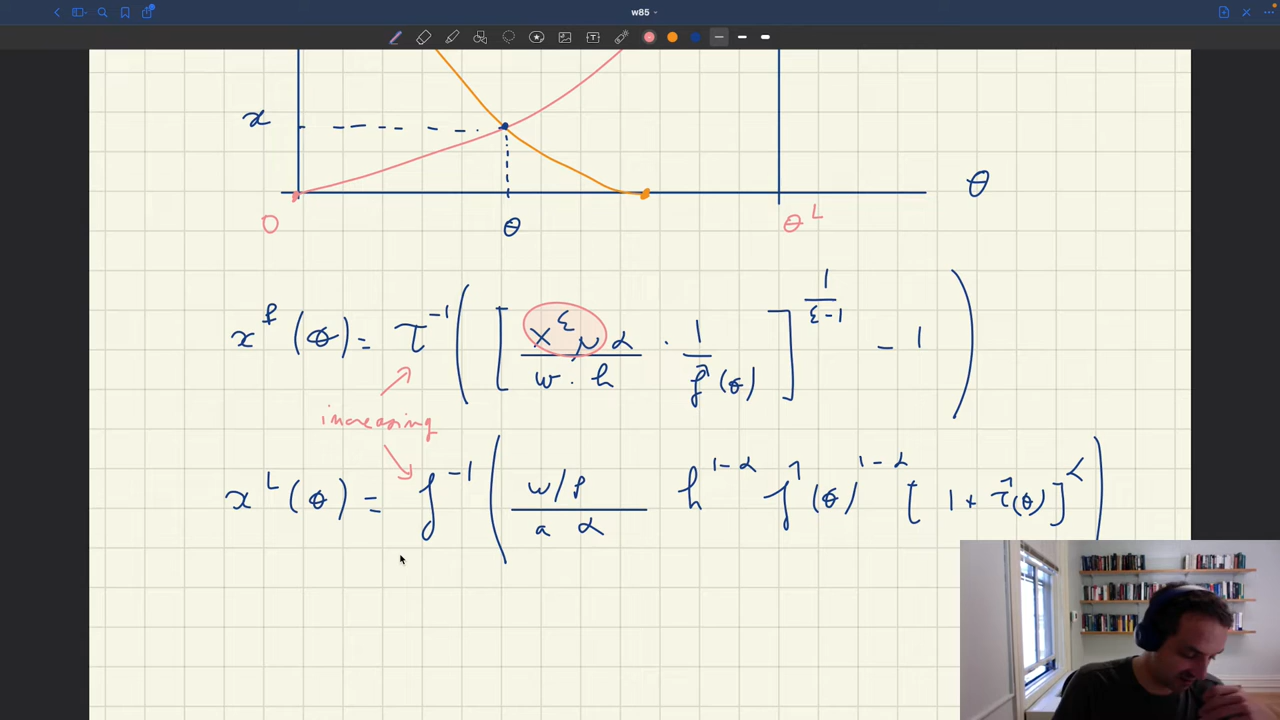 w85
x
θ
0
θ
θ^L
x^f(θ) = τ^{-1}([χ^ε μ α / w · h · 1 / f̂(θ)]^{1/(ε-1)} - 1)
increasing
x^L(θ) = f^{-1}(w/p / a α h^{1-α} f̂(θ)^{1-α} [1 + τ̂(θ)]^α)